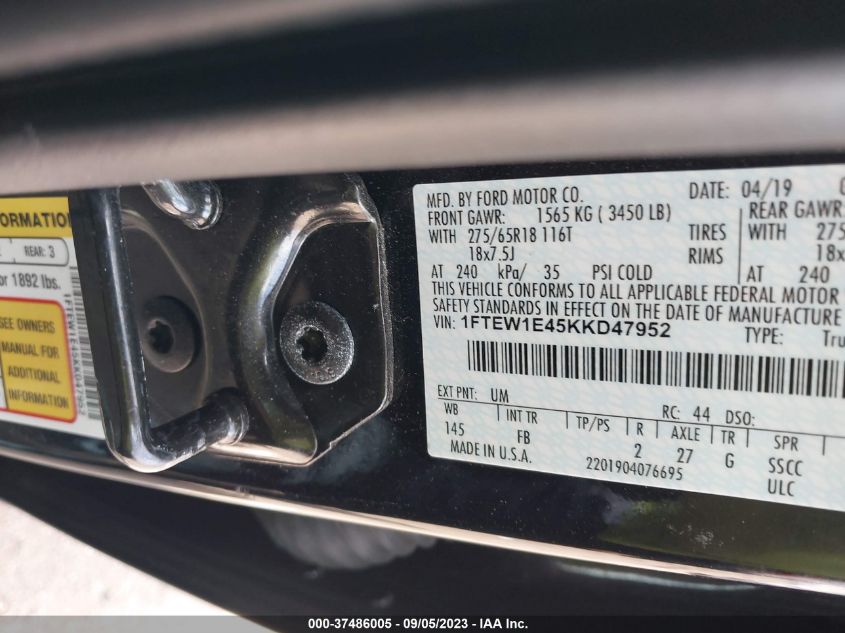 FORMATION
REAR: 3
or 1892 lbs.
SEE OWNERS
MANUAL FOR
ADDITIONAL
INFORMATION
1FTEW1E45KKD47952
MFD. BY FORD MOTOR CO.
DATE: 04/19
FRONT GAWR: 1565 KG ( 3450 LB)
REAR GAWR
WITH 275/65R18 116T TIRES
WITH 275
18x7.5J RIMS
18x
AT 240 kPa/ 35 PSI COLD
AT 240
THIS VEHICLE CONFORMS TO ALL APPLICABLE FEDERAL MOTOR
SAFETY STANDARDS IN EFFECT ON THE DATE OF MANUFACTURE
VIN: 1FTEW1E45KKD47952
TYPE: Tru
EXT PNT: UM RC: 44 DSO:
WB INT TR TP/PS R AXLE TR SPR
145 FB 2 27 G SSCC
MADE IN U.S.A. 2201904076695 ULC
000-37486005 - 09/05/2023 - IAA Inc.